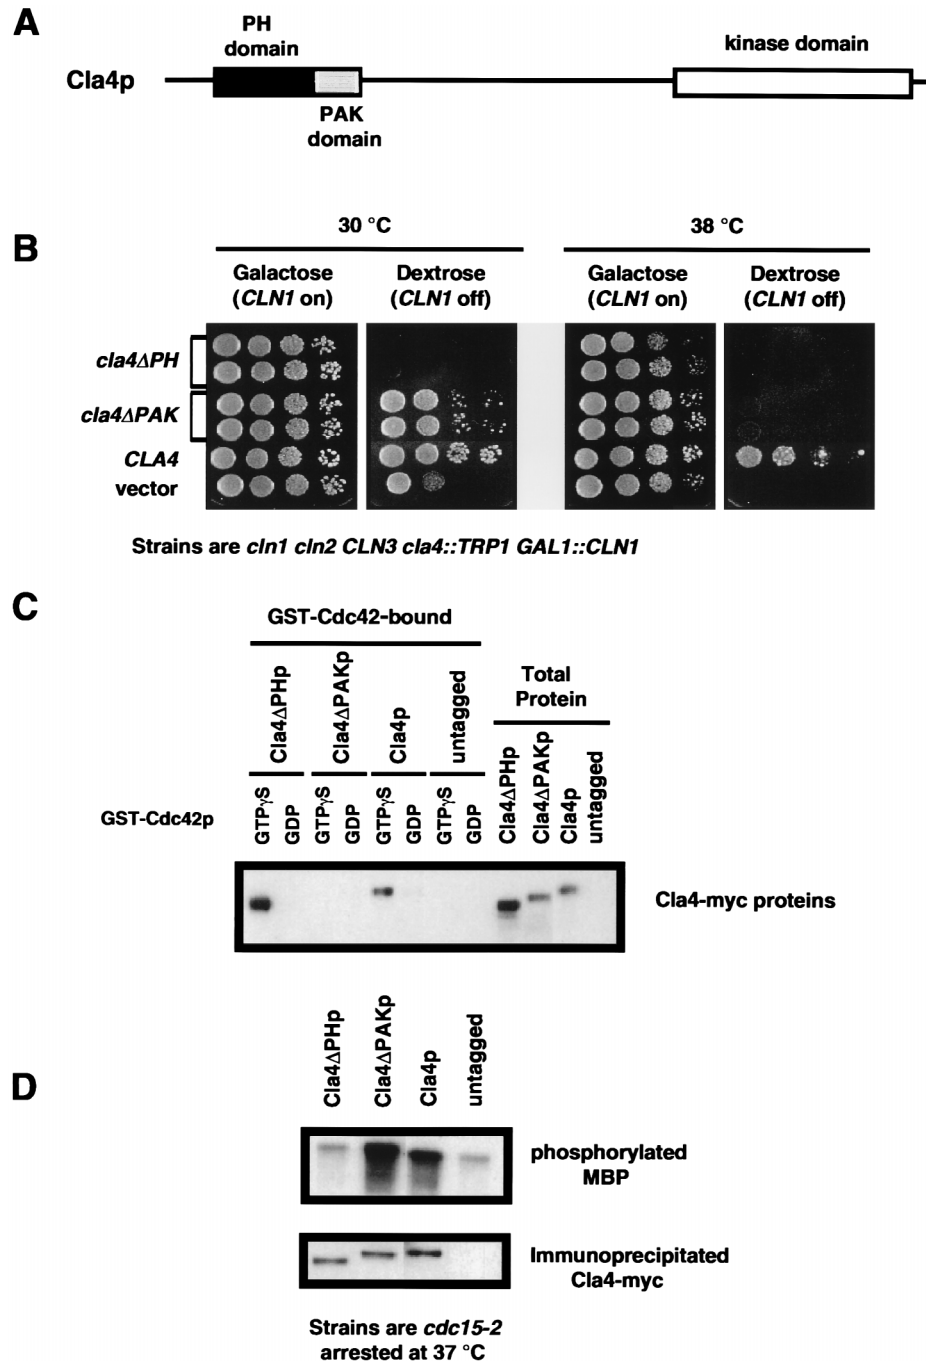 A
PH
domain
kinase domain
Cla4p
PAK
domain
B
30 °C
38 °C
Galactose
(CLN1 on)
Dextrose
(CLN1 off)
Galactose
(CLN1 on)
Dextrose
(CLN1 off)
cla4ΔPH
cla4ΔPAK
CLA4
vector
Strains are cln1 cln2 CLN3 cla4::TRP1 GAL1::CLN1
C
GST-Cdc42-bound
Cla4ΔPHp
Cla4ΔPAKp
Cla4p
untagged
Total
Protein
GST-Cdc42p
GTPγS
GDP
GTPγS
GDP
GTPγS
GDP
GTPγS
GDP
Cla4ΔPHp
Cla4ΔPAKp
Cla4p
untagged
Cla4-myc proteins
D
Cla4ΔPHp
Cla4ΔPAKp
Cla4p
untagged
phosphorylated
MBP
Immunoprecipitated
Cla4-myc
Strains are cdc15-2
arrested at 37 °C